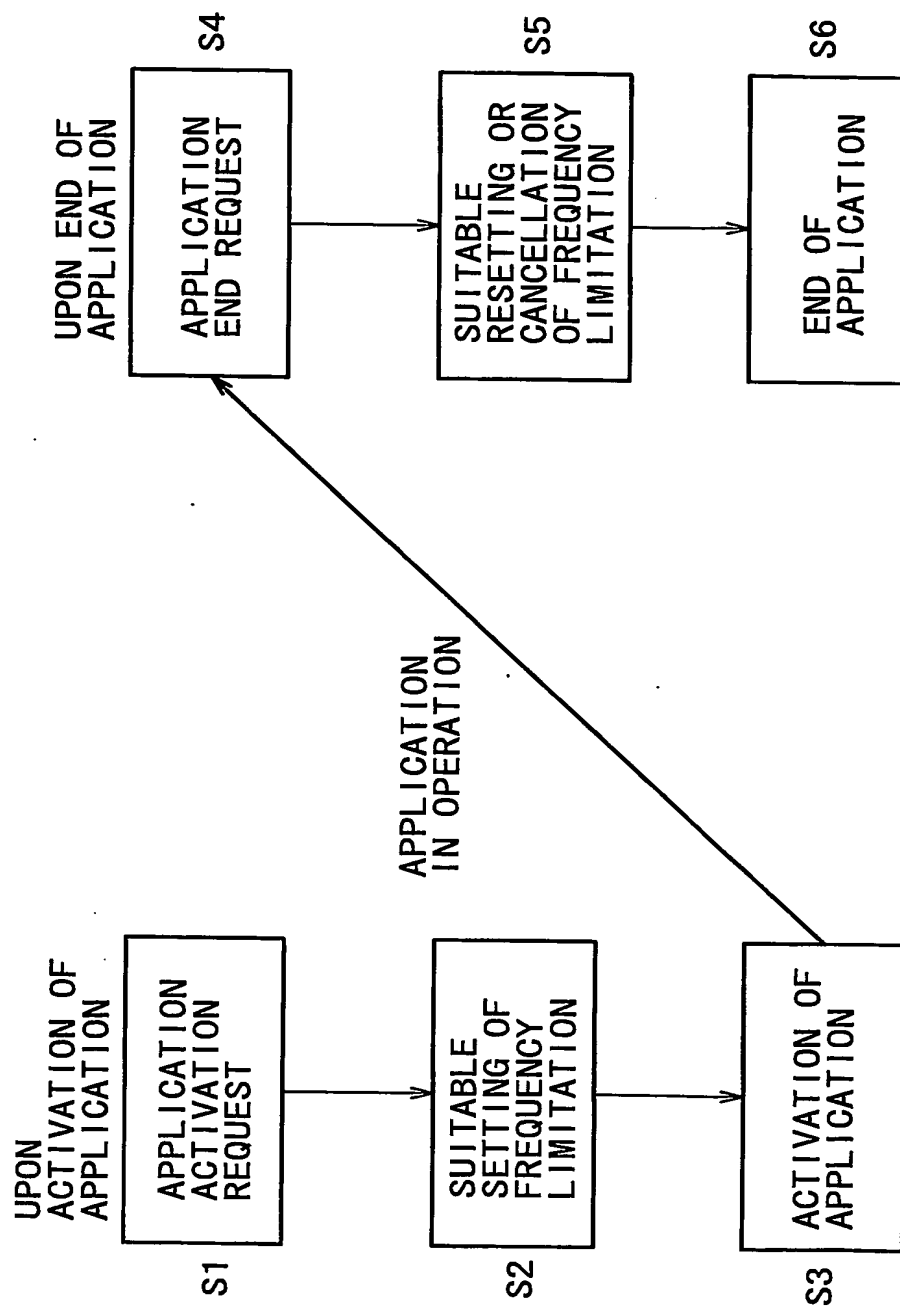 UPON
ACTIVATION OF
APPLICATION
S1
APPLICATION
ACTIVATION
REQUEST
S2
SUITABLE
SETTING OF
FREQUENCY
LIMITATION
S3
ACTIVATION OF
APPLICATION
APPLICATION
IN OPERATION
UPON END OF
APPLICATION
APPLICATION
END REQUEST
S4
SUITABLE
RESETTING OR
CANCELLATION
OF FREQUENCY
LIMITATION
S5
END OF
APPLICATION
S6